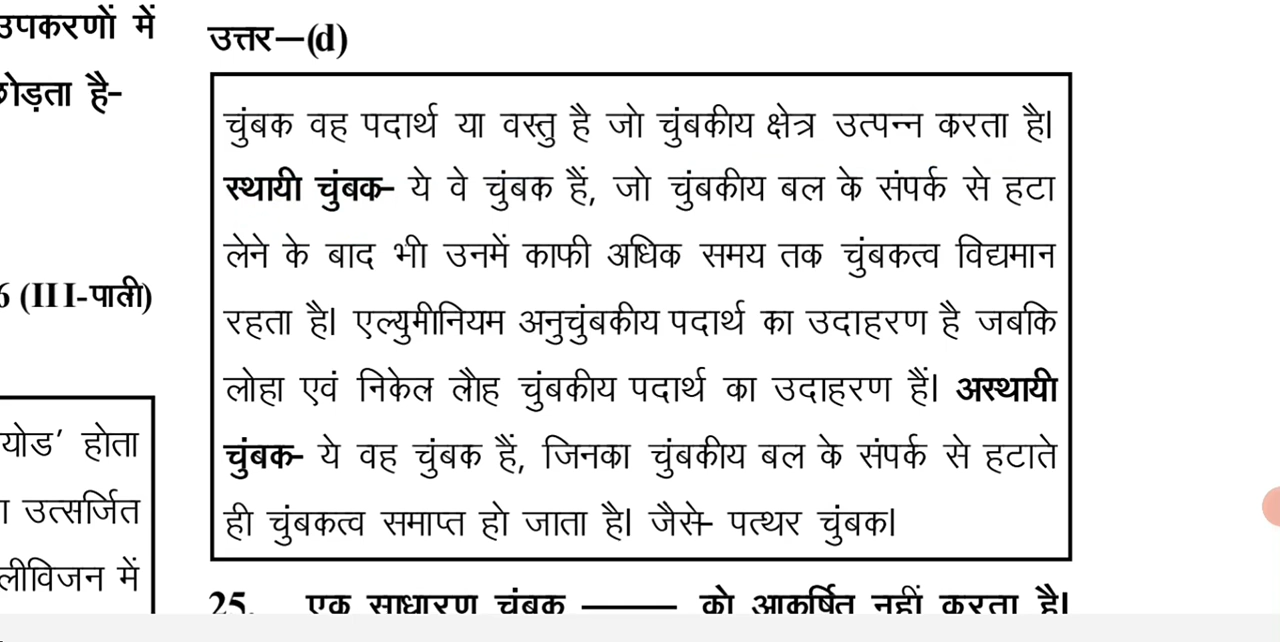 उपकरणों में
छोड़ता है-
6 (III-पाली)
योड’ होता
उत्सर्जित
लीविजन में
उत्तर—(d)
चुंबक वह पदार्थ या वस्तु है जो चुंबकीय क्षेत्र उत्पन्न करता है।
स्थायी चुंबक- ये वे चुंबक हैं, जो चुंबकीय बल के संपर्क से हटा
लेने के बाद भी उनमें काफी अधिक समय तक चुंबकत्व विद्यमान
रहता है। एल्युमीनियम अनुचुंबकीय पदार्थ का उदाहरण है जबकि
लोहा एवं निकेल लौह चुंबकीय पदार्थ का उदाहरण हैं। अस्थायी
चुंबक- ये वह चुंबक हैं, जिनका चुंबकीय बल के संपर्क से हटाते
ही चुंबकत्व समाप्त हो जाता है। जैसे- पत्थर चुंबक।
25. एक साधारण चुंबक ——— को आकर्षित नहीं करता है।